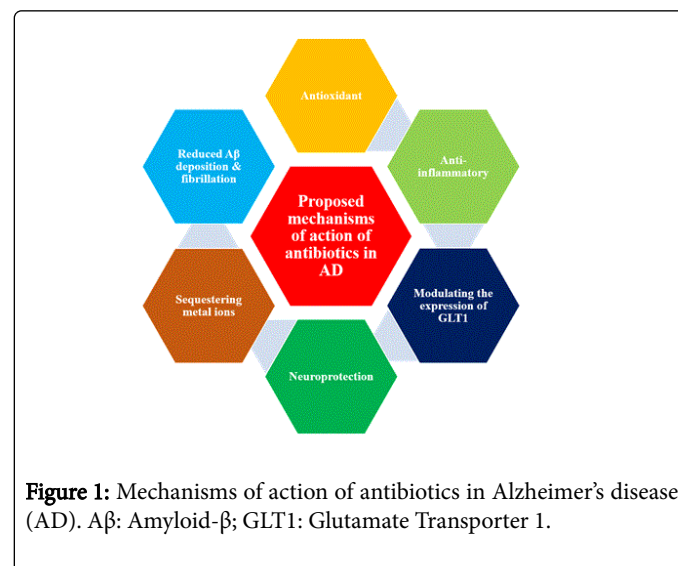 Antioxidant
Reduced Aβ
deposition &
fibrillation
Anti-
inflammatory
Proposed
mechanisms
of action of
antibiotics in
AD
Sequestering
metal ions
Modulating the
expression of
GLT1
Neuroprotection
Figure 1: Mechanisms of action of antibiotics in Alzheimer's disease
(AD). Aβ: Amyloid-β; GLT1: Glutamate Transporter 1.